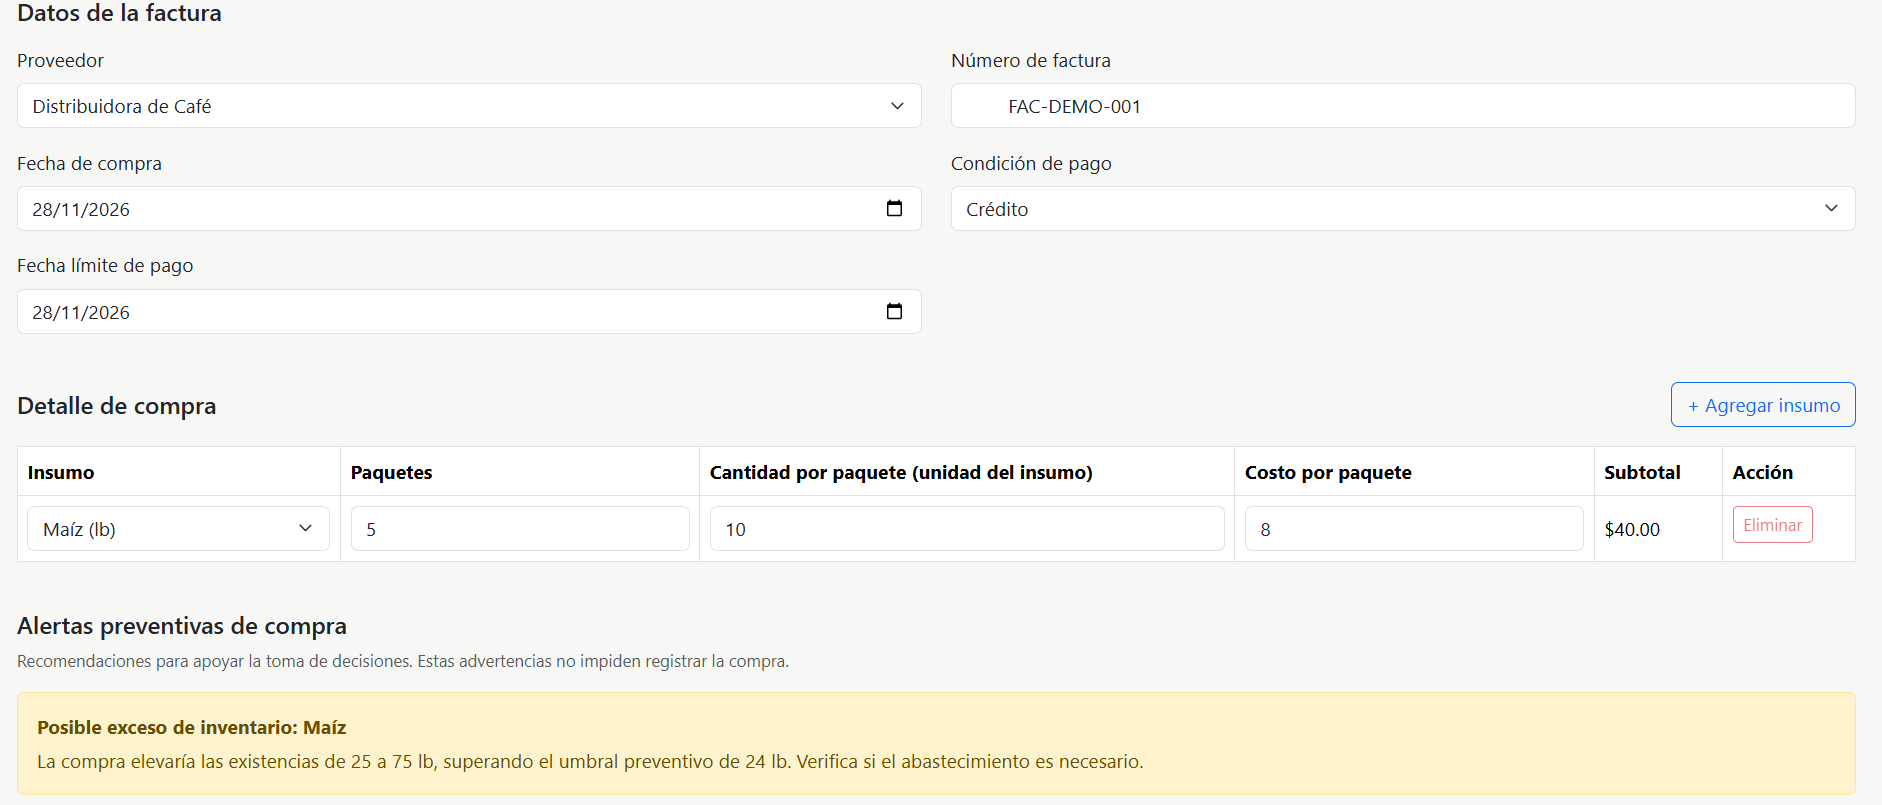 Datos de la factura
Proveedor
Número de factura
Distribuidora de Café
FAC-DEMO-001
Fecha de compra
Condición de pago
28/11/2026
Crédito
Fecha límite de pago
28/11/2026
Detalle de compra
+ Agregar insumo
Insumo Paquetes Cantidad por paquete (unidad del insumo) Costo por paquete Subtotal Acción
Maíz (lb) 5 10 8 $40.00 Eliminar
Alertas preventivas de compra
Recomendaciones para apoyar la toma de decisiones. Estas advertencias no impiden registrar la compra.
Posible exceso de inventario: Maíz
La compra elevaría las existencias de 25 a 75 lb, superando el umbral preventivo de 24 lb. Verifica si el abastecimiento es necesario.